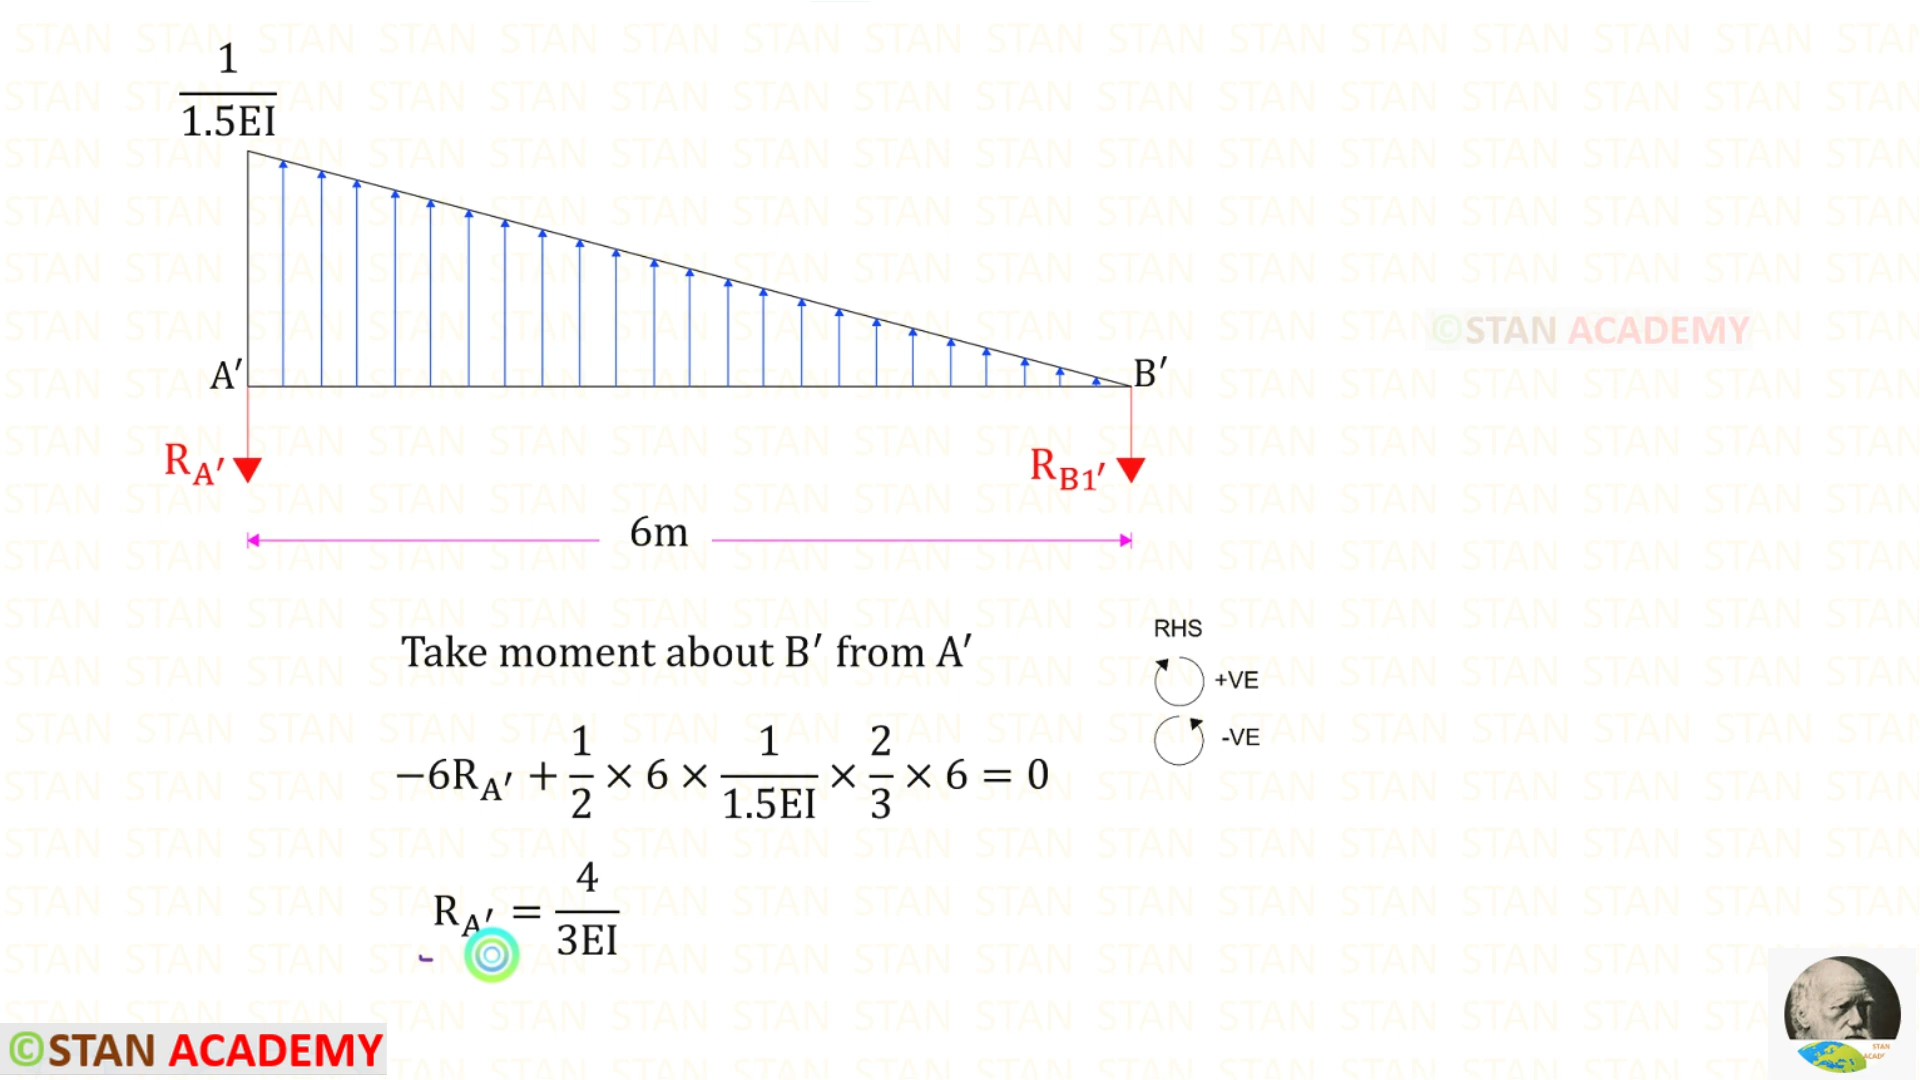 1
1.5EI
A′
B′
R_A′
R_B1′
6m
Take moment about B′ from A′
RHS
+VE
-VE
−6R_A′ + 1/2 × 6 × 1/1.5EI × 2/3 × 6 = 0
R_A′ = 4/3EI
©STAN ACADEMY
©STAN ACADEMY
STAN